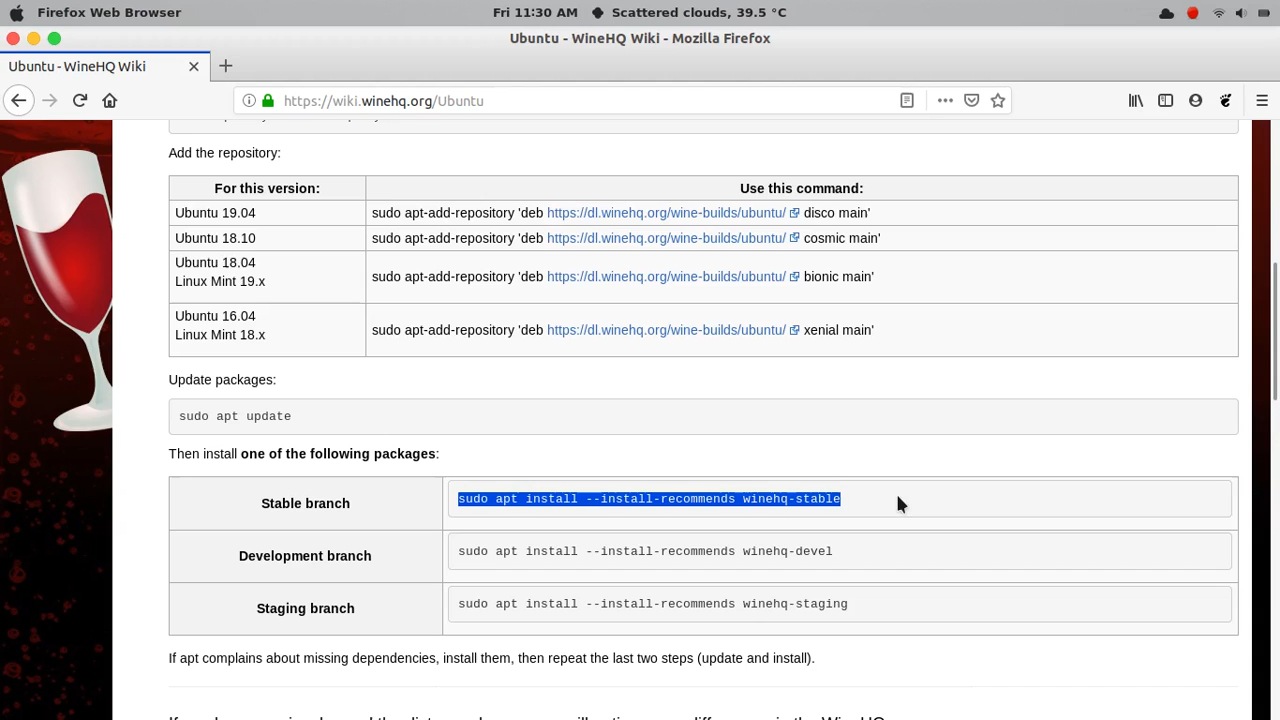 Firefox Web Browser
Fri 11:30 AM
Scattered clouds, 39.5 °C
Ubuntu - WineHQ Wiki - Mozilla Firefox
Ubuntu - WineHQ Wiki
https://wiki.winehq.org/Ubuntu
Add the repository:
For this version: Use this command:
Ubuntu 19.04 sudo apt-add-repository 'deb https://dl.winehq.org/wine-builds/ubuntu/ disco main'
Ubuntu 18.10 sudo apt-add-repository 'deb https://dl.winehq.org/wine-builds/ubuntu/ cosmic main'
Ubuntu 18.04
Linux Mint 19.x
sudo apt-add-repository 'deb https://dl.winehq.org/wine-builds/ubuntu/ bionic main'
Ubuntu 16.04
Linux Mint 18.x
sudo apt-add-repository 'deb https://dl.winehq.org/wine-builds/ubuntu/ xenial main'
Update packages:
sudo apt update
Then install one of the following packages:
Stable branch sudo apt install --install-recommends winehq-stable
Development branch sudo apt install --install-recommends winehq-devel
Staging branch sudo apt install --install-recommends winehq-staging
If apt complains about missing dependencies, install them, then repeat the last two steps (update and install).